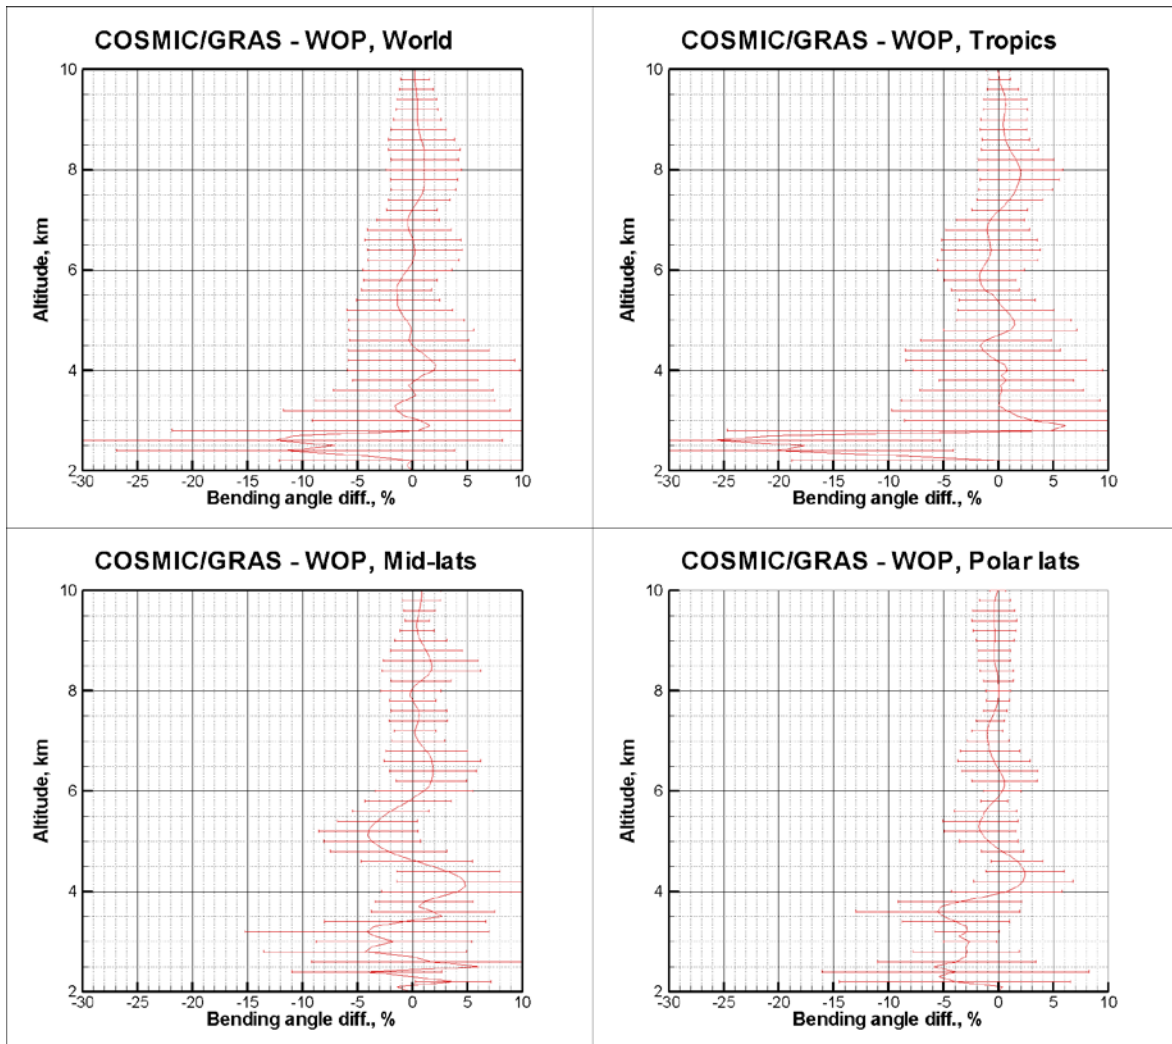 COSMIC/GRAS - WOP, World
10
8
6
4
2
Altitude, km
-30 -25 -20 -15 -10 -5 0 5 10
Bending angle diff., %
COSMIC/GRAS - WOP, Tropics
10
8
6
4
2
Altitude, km
-30 -25 -20 -15 -10 -5 0 5 10
Bending angle diff., %
COSMIC/GRAS - WOP, Mid-lats
10
8
6
4
2
Altitude, km
-30 -25 -20 -15 -10 -5 0 5 10
Bending angle diff., %
COSMIC/GRAS - WOP, Polar lats
10
8
6
4
2
Altitude, km
-30 -25 -20 -15 -10 -5 0 5 10
Bending angle diff., %